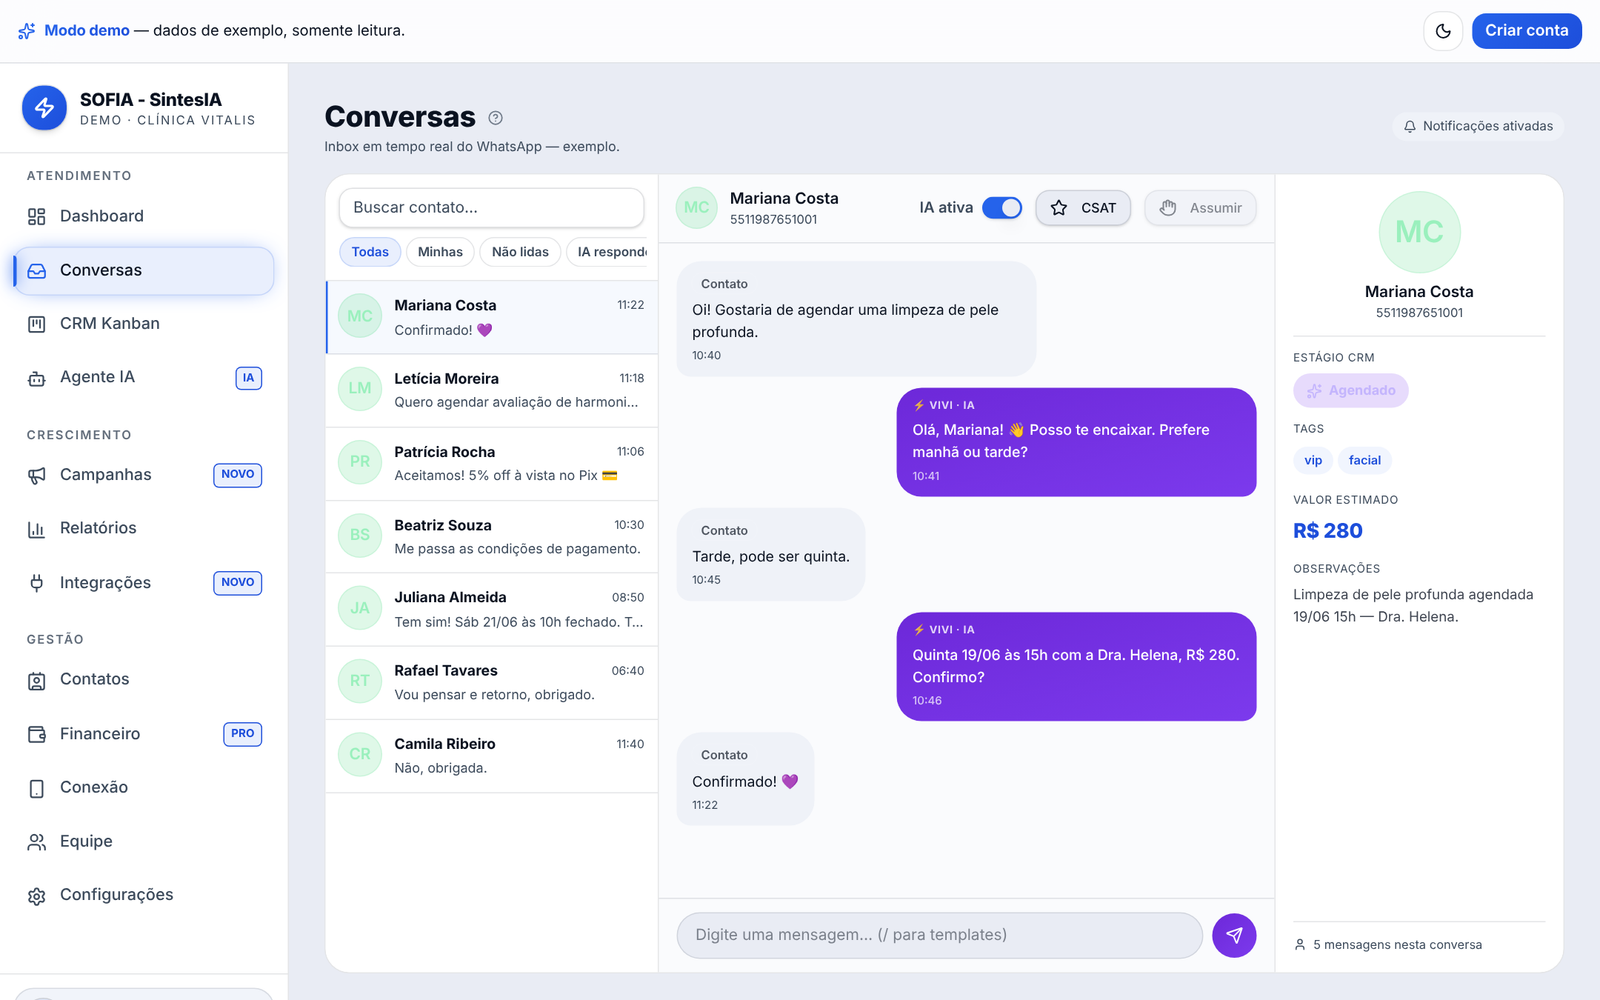 Modo demo — dados de exemplo, somente leitura.
Criar conta
SOFIA - SintesIA
DEMO · CLÍNICA VITALIS
ATENDIMENTO
Dashboard
Conversas
CRM Kanban
Agente IA
IA
CRESCIMENTO
Campanhas
NOVO
Relatórios
Integrações
NOVO
GESTÃO
Contatos
Financeiro
PRO
Conexão
Equipe
Configurações
Conversas
Inbox em tempo real do WhatsApp — exemplo.
Notificações ativadas
Buscar contato...
Todas
Minhas
Não lidas
IA responde
Mariana Costa
11:22
Confirmado! 💜
Letícia Moreira
11:18
Quero agendar avaliação de harmoni...
Patrícia Rocha
11:06
Aceitamos! 5% off à vista no Pix 💳
Beatriz Souza
10:30
Me passa as condições de pagamento.
Juliana Almeida
08:50
Tem sim! Sáb 21/06 às 10h fechado. T...
Rafael Tavares
06:40
Vou pensar e retorno, obrigado.
Camila Ribeiro
11:40
Não, obrigada.
MC
LM
PR
BS
JA
RT
CR
MC
Mariana Costa
5511987651001
IA ativa
CSAT
Assumir
Contato
Oi! Gostaria de agendar uma limpeza de pele
profunda.
10:40
⚡ VIVI · IA
Olá, Mariana! 👋 Posso te encaixar. Prefere
manhã ou tarde?
10:41
Contato
Tarde, pode ser quinta.
10:45
⚡ VIVI · IA
Quinta 19/06 às 15h com a Dra. Helena, R$ 280.
Confirmo?
10:46
Contato
Confirmado! 💜
11:22
Digite uma mensagem... (/ para templates)
MC
Mariana Costa
5511987651001
ESTÁGIO CRM
Agendado
TAGS
vip
facial
VALOR ESTIMADO
R$ 280
OBSERVAÇÕES
Limpeza de pele profunda agendada
19/06 15h — Dra. Helena.
5 mensagens nesta conversa